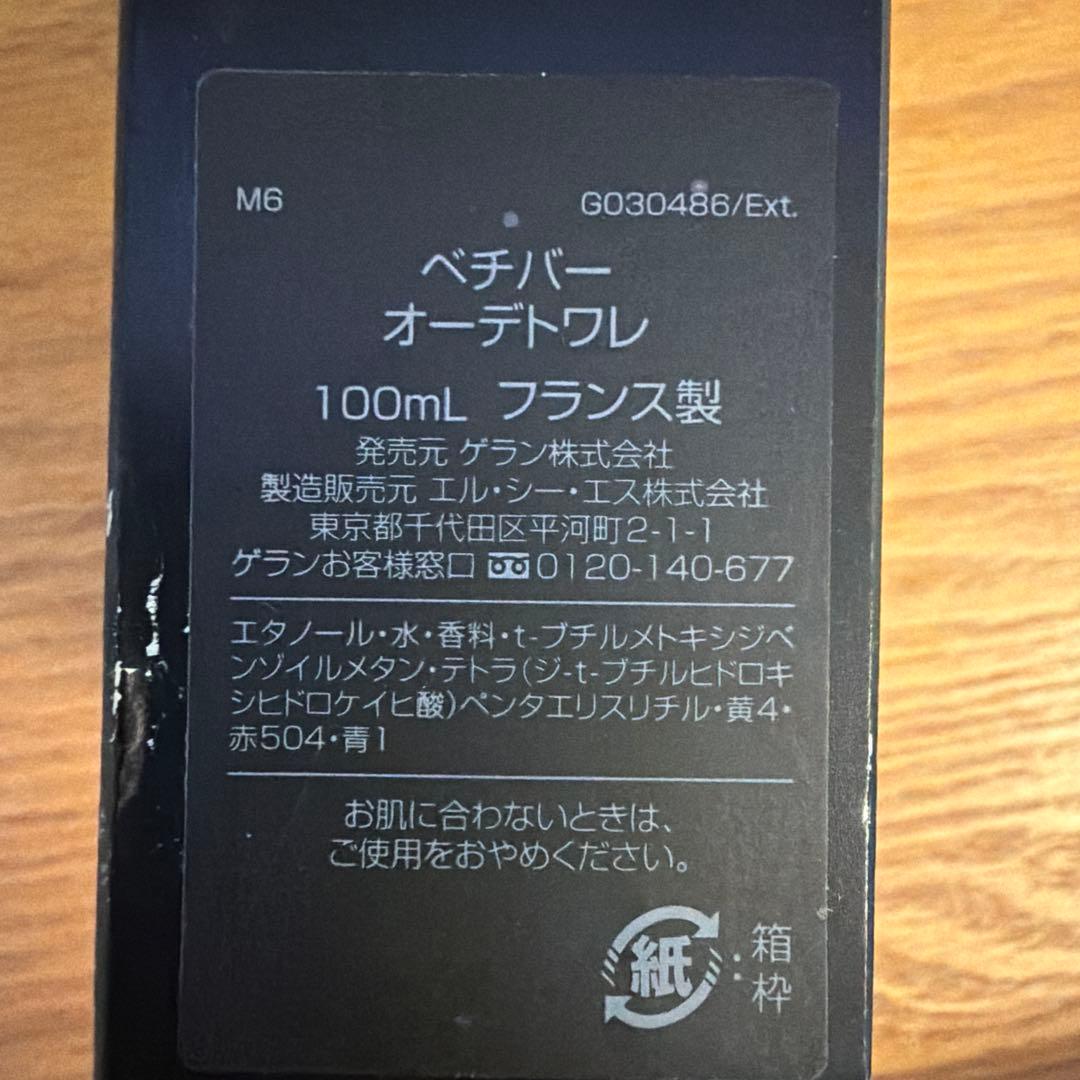 M6
G030486/Ext.
ベチバー
オーデトワレ
100mL フランス製
発売元 ゲラン株式会社
製造販売元 エル・シー・エス株式会社
東京都千代田区平河町2-1-1
ゲランお客様窓口 0120-140-677
エタノール・水・香料・t-ブチルメトキシジベ
ンゾイルメタン・テトラ(ジ-t-ブチルヒドロキ
シヒドロケイヒ酸)ペンタエリスリチル・黄4・
赤504・青1
お肌に合わないときは、
ご使用をおやめください。
紙：箱
枠